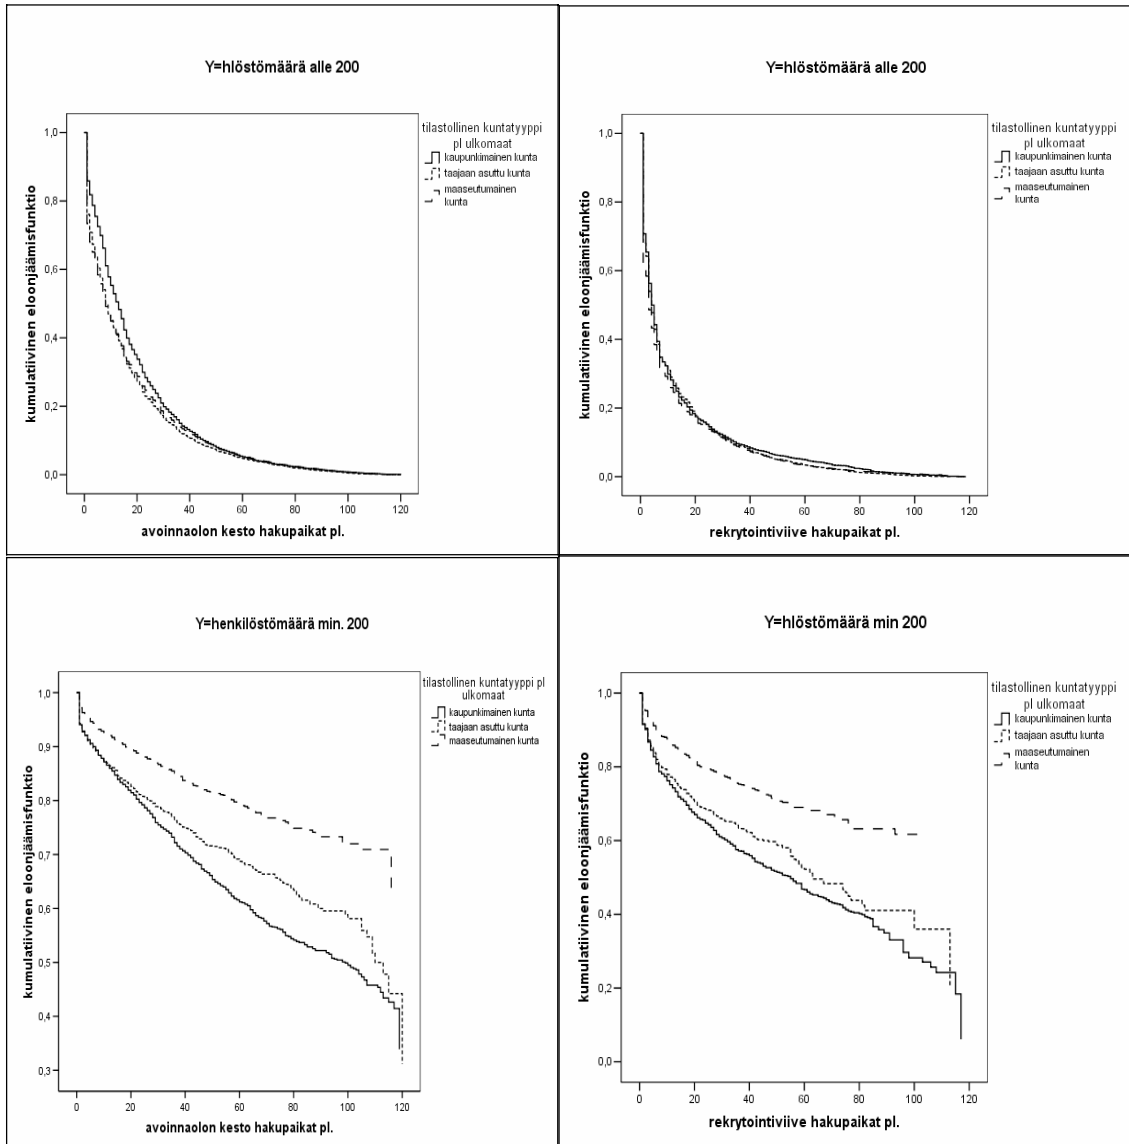 Y=hlöstömäärä alle 200
kumulatiivinen eloonjäämisfunktio
1,0
0,8
0,6
0,4
0,2
0,0
0 20 40 60 80 100 120
avoinnaolon kesto hakupaikat pl.
tilastollinen kuntatyyppi
pl ulkomaat
kaupunkimainen kunta
taajaan asuttu kunta
maaseutumainen
kunta
Y=hlöstömäärä alle 200
kumulatiivinen eloonjäämisfunktio
1,0
0,8
0,6
0,4
0,2
0,0
0 20 40 60 80 100 120
rekrytointiviive hakupaikat pl.
tilastollinen kuntatyyppi
pl ulkomaat
kaupunkimainen kunta
taajaan asuttu kunta
maaseutumainen
kunta
Y=henkilöstömäärä min. 200
kumulatiivinen eloonjäämisfunktio
1,0
0,9
0,8
0,7
0,6
0,5
0,4
0,3
0 20 40 60 80 100 120
avoinnaolon kesto hakupaikat pl.
tilastollinen kuntatyyppi pl
ulkomaat
kaupunkimainen kunta
taajaan asuttu kunta
maaseutumainen kunta
Y=hlöstömäärä min 200
kumulatiivinen eloonjäämisfunktio
1,0
0,8
0,6
0,4
0,2
0,0
0 20 40 60 80 100 120
rekrytointiviive hakupaikat pl.
tilastollinen kuntatyyppi
pl ulkomaat
kaupunkimainen kunta
taajaan asuttu kunta
maaseutumainen
kunta